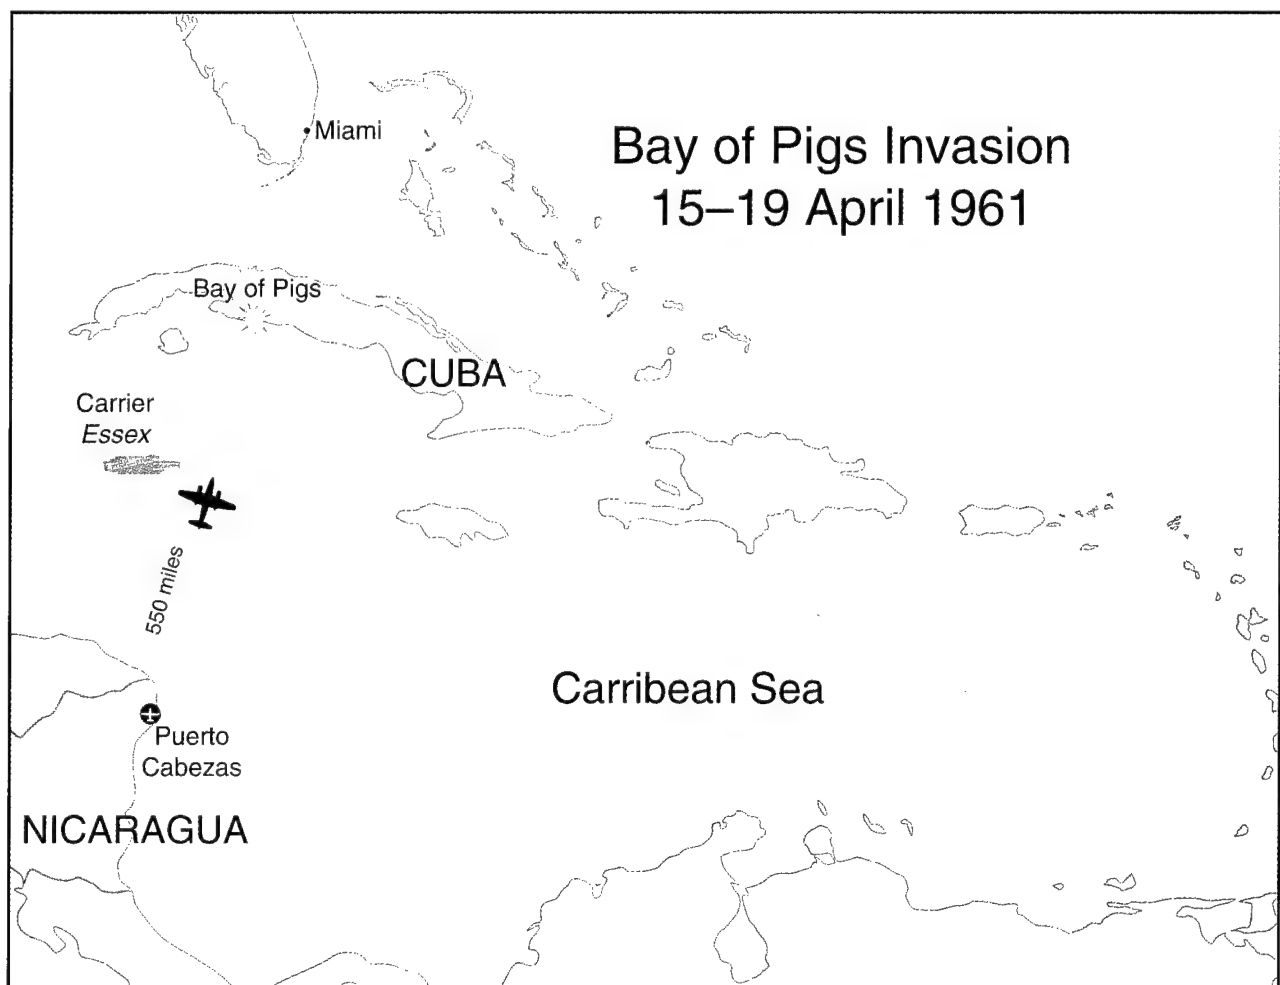 Miami
Bay of Pigs Invasion
15–19 April 1961
Bay of Pigs
CUBA
Carrier
Essex
550 miles
Carribean Sea
Puerto
Cabezas
NICARAGUA